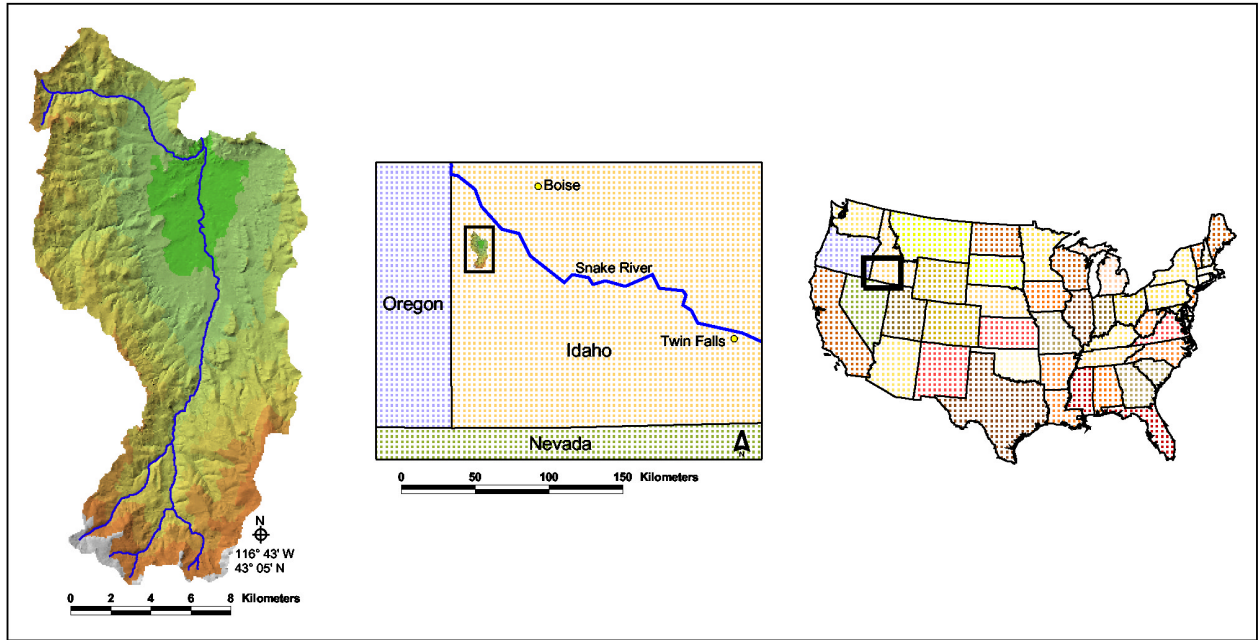 N
116° 43' W
43° 05' N
0 2 4 6 8 Kilometers
Boise
Snake River
Oregon
Twin Falls
Idaho
Nevada
N
0 50 100 150 Kilometers